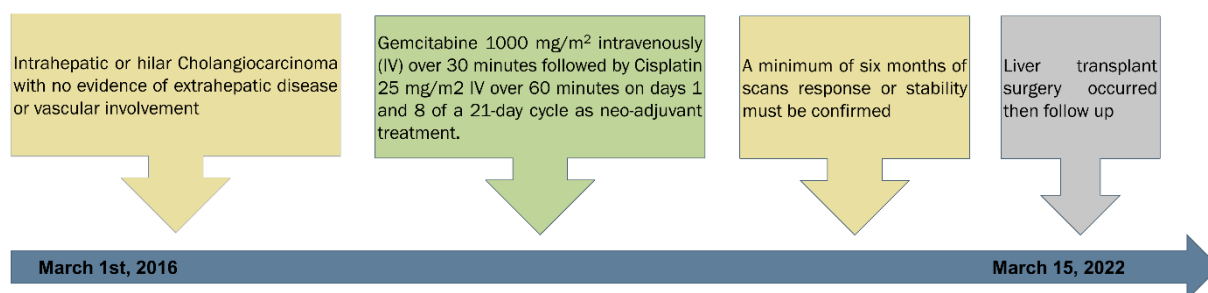 Intrahepatic or hilar Cholangiocarcinoma
with no evidence of extrahepatic disease
or vascular involvement
Gemcitabine 1000 mg/m² intravenously
(IV) over 30 minutes followed by Cisplatin
25 mg/m2 IV over 60 minutes on days 1
and 8 of a 21-day cycle as neo-adjuvant
treatment.
A minimum of six months of
scans response or stability
must be confirmed
Liver transplant
surgery occurred
then follow up
March 1st, 2016
March 15, 2022